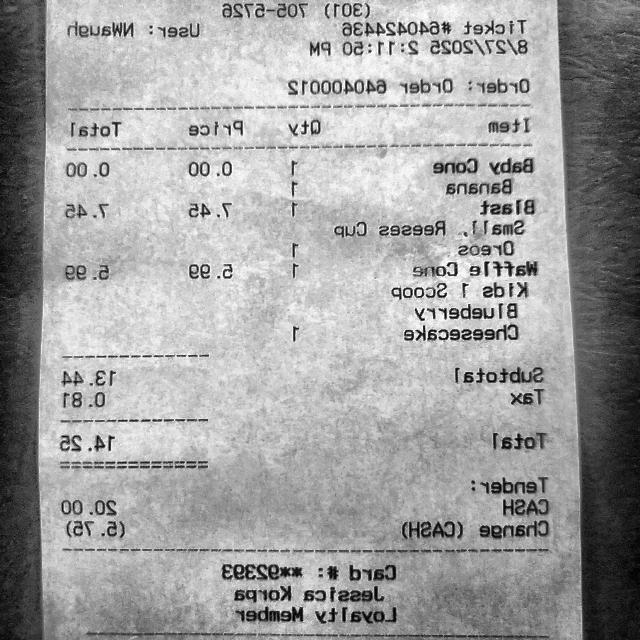 (301) 705-5726
Ticket #64042443​6 User: NWaugh
8/27/2025 2:11:50 PM
Order: Order 640400012
Item Qty Price Total
Baby Cone 1 0.00 0.00
Banana 1
Blast 1 7.45 7.45
Small, Reeses Cup
Oreos 1
Waffle Cone 1 5.99 5.99
Kids 1 Scoop
Blueberry
Cheesecake 1
Subtotal 13.44
Tax 0.81
Total 14.25
Tender:
CASH 20.00
Change (CASH) (5.75)
Card #: **92393
Jessica Korpa
Loyalty Member